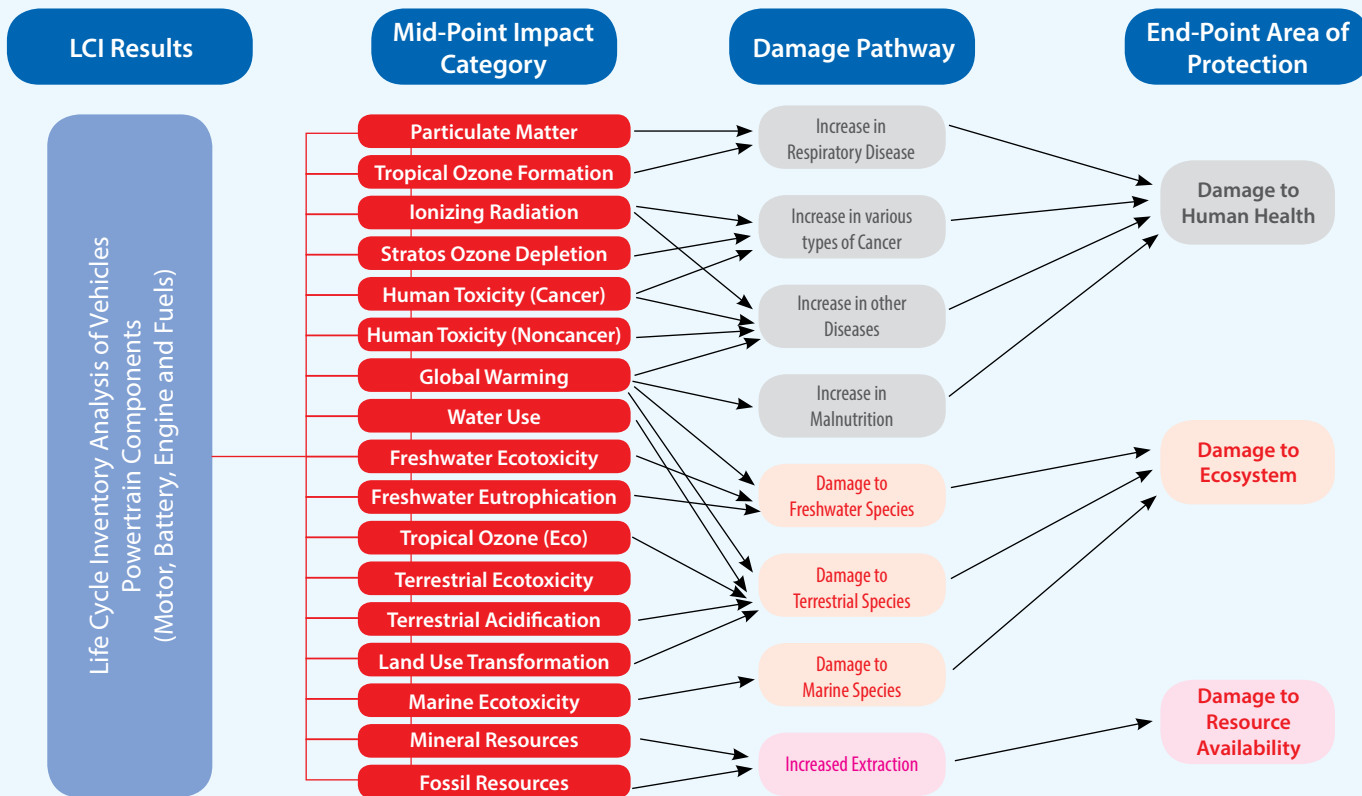 LCI Results
Mid-Point Impact
Category
Damage Pathway
End-Point Area of
Protection
Life Cycle Inventory Analysis of Vehicles
Powertrain Components
(Motor, Battery, Engine and Fuels)
Particulate Matter
Tropical Ozone Formation
Ionizing Radiation
Stratos Ozone Depletion
Human Toxicity (Cancer)
Human Toxicity (Noncancer)
Global Warming
Water Use
Freshwater Ecotoxicity
Freshwater Eutrophication
Tropical Ozone (Eco)
Terrestrial Ecotoxicity
Terrestrial Acidification
Land Use Transformation
Marine Ecotoxicity
Mineral Resources
Fossil Resources
Increase in
Respiratory Disease
Increase in various
types of Cancer
Increase in other
Diseases
Increase in
Malnutrition
Damage to
Freshwater Species
Damage to
Terrestrial Species
Damage to
Marine Species
Increased Extraction
Damage to
Human Health
Damage to
Ecosystem
Damage to
Resource
Availability